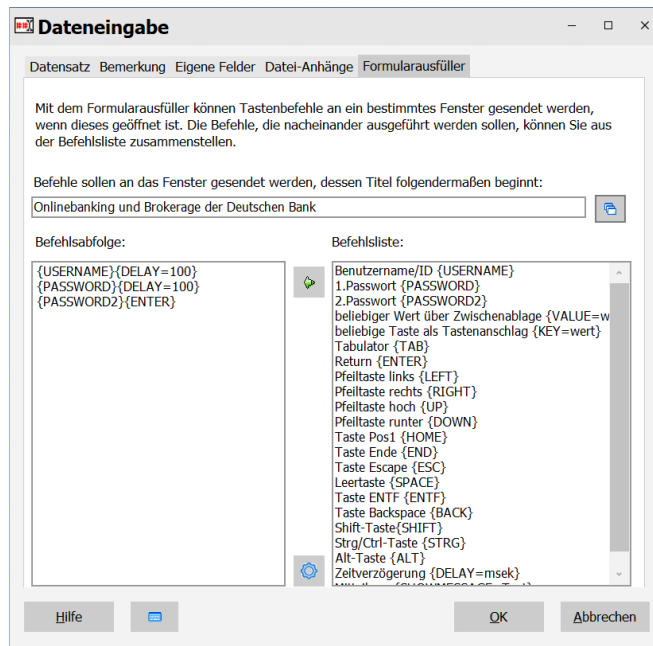 Dateneingabe
Datensatz Bemerkung Eigene Felder Datei-Anhänge Formularausfüller
Mit dem Formularausfüller können Tastenbefehle an ein bestimmtes Fenster gesendet werden,
wenn dieses geöffnet ist. Die Befehle, die nacheinander ausgeführt werden sollen, können Sie aus
der Befehlsliste zusammenstellen.
Befehle sollen an das Fenster gesendet werden, dessen Titel folgendermaßen beginnt:
Onlinebanking und Brokerage der Deutschen Bank
Befehlsabfolge:
{USERNAME}{DELAY=100}
{PASSWORD}{DELAY=100}
{PASSWORD2}{ENTER}
Befehlsliste:
Benutzername/ID {USERNAME}
1.Passwort {PASSWORD}
2.Passwort {PASSWORD2}
beliebiger Wert über Zwischenablage {VALUE=w
beliebige Taste als Tastenanschlag {KEY=wert}
Tabulator {TAB}
Return {ENTER}
Pfeiltaste links {LEFT}
Pfeiltaste rechts {RIGHT}
Pfeiltaste hoch {UP}
Pfeiltaste runter {DOWN}
Taste Pos1 {HOME}
Taste Ende {END}
Taste Escape {ESC}
Leertaste {SPACE}
Taste ENTF {ENTF}
Taste Backspace {BACK}
Shift-Taste{SHIFT}
Strg/Ctrl-Taste {STRG}
Alt-Taste {ALT}
Zeitverzögerung {DELAY=msek}
Hilfe
OK
Abbrechen